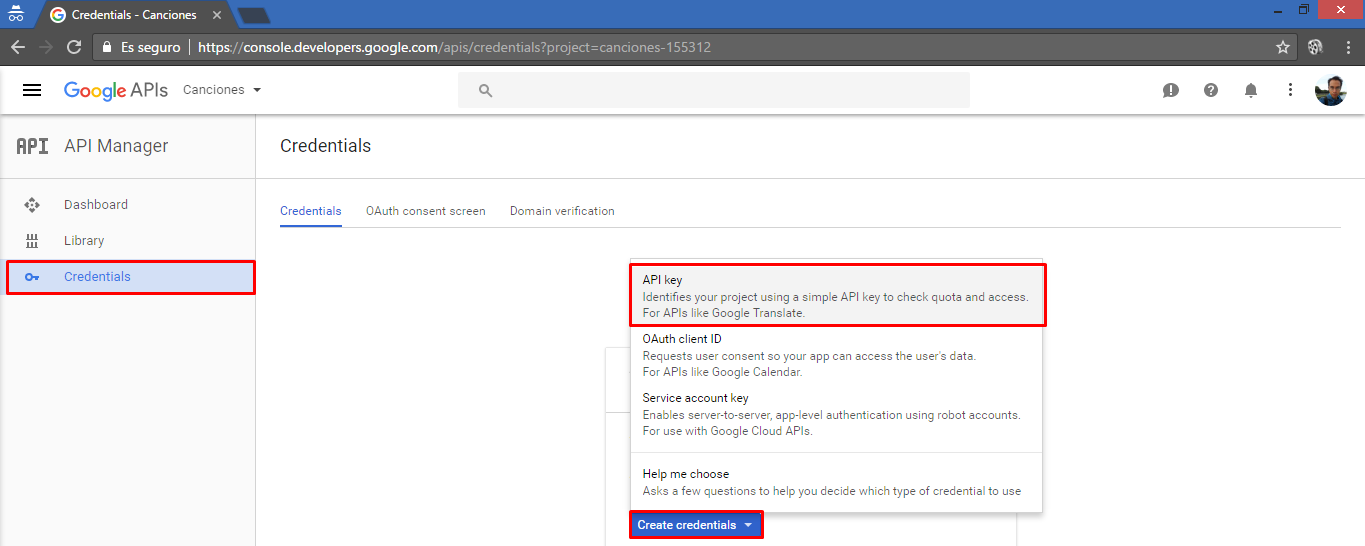 Credentials - Canciones
Es seguro
https://console.developers.google.com/apis/credentials?project=canciones-155312
Google APIs
Canciones
API
API Manager
Credentials
Dashboard
Library
Credentials
Credentials
OAuth consent screen
Domain verification
API key
Identifies your project using a simple API key to check quota and access.
For APIs like Google Translate.
OAuth client ID
Requests user consent so your app can access the user's data.
For APIs like Google Calendar.
Service account key
Enables server-to-server, app-level authentication using robot accounts.
For use with Google Cloud APIs.
Help me choose
Asks a few questions to help you decide which type of credential to use
Create credentials